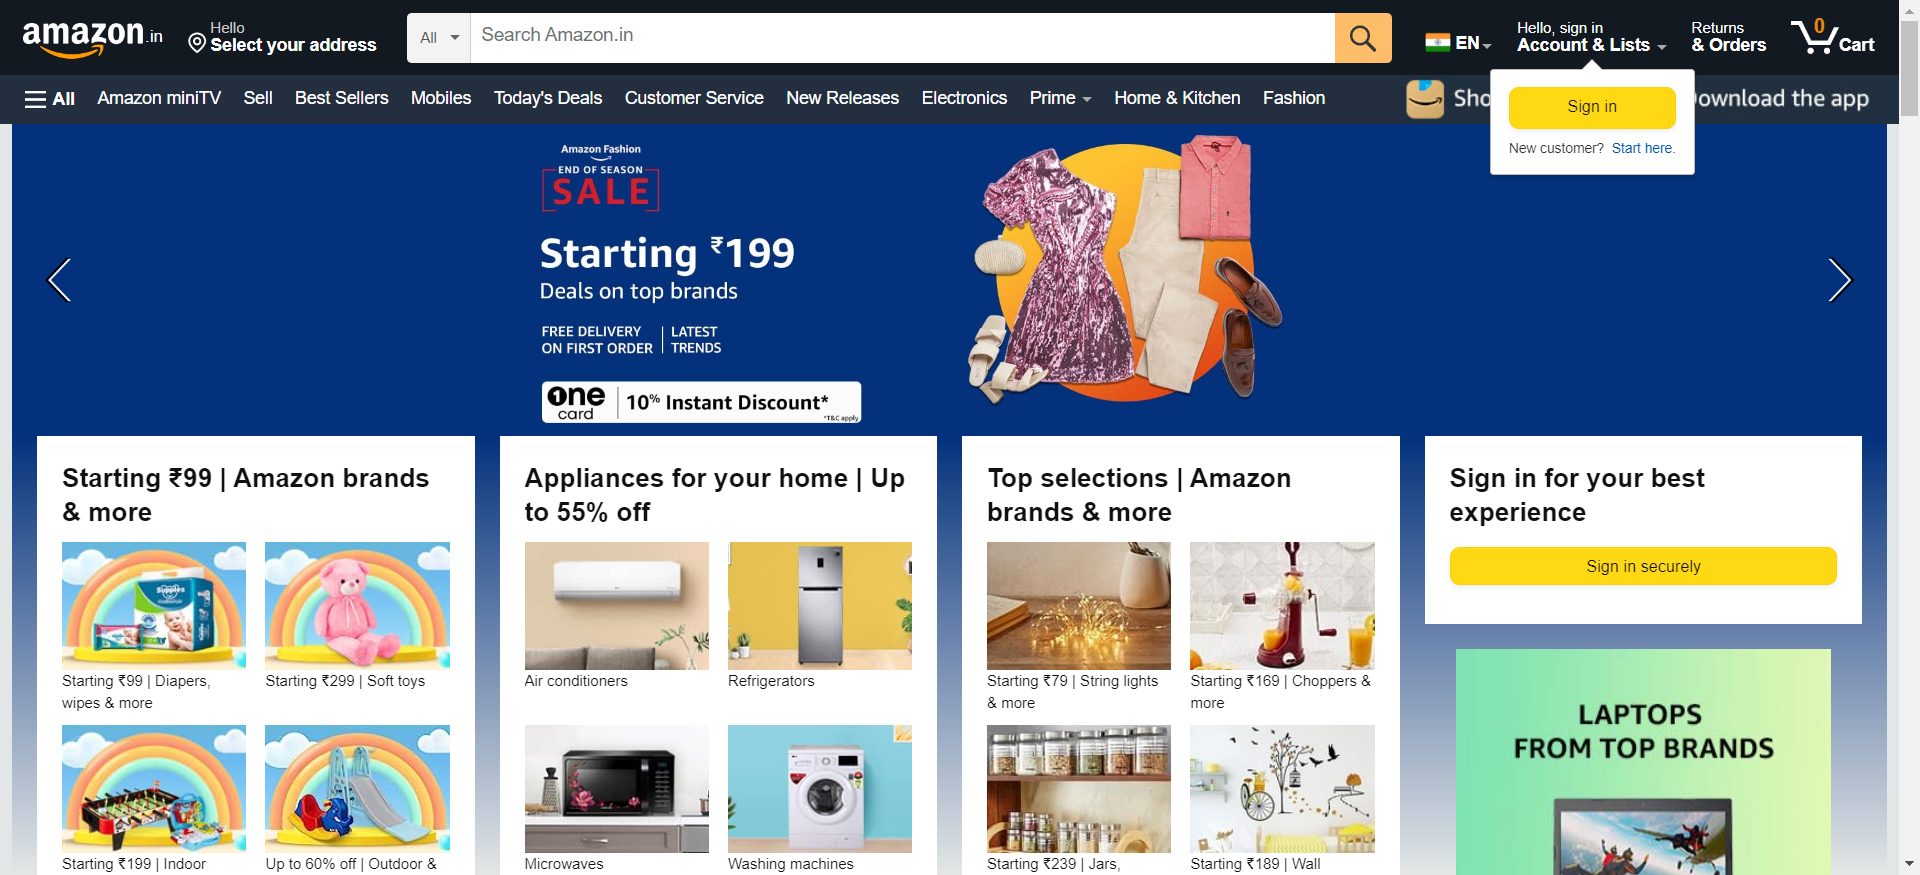 amazon.in
Hello
Select your address
All
Search Amazon.in
EN
Hello, sign in
Account & Lists
Returns
& Orders
0
Cart
All
Amazon miniTV
Sell
Best Sellers
Mobiles
Today's Deals
Customer Service
New Releases
Electronics
Prime
Home & Kitchen
Fashion
Sho
ownload the app
Sign in
New customer? Start here.
Amazon Fashion
END OF SEASON
SALE
Starting ₹199
Deals on top brands
FREE DELIVERY
ON FIRST ORDER
LATEST
TRENDS
one
card
10% Instant Discount*
*T&C apply
Starting ₹99 | Amazon brands
& more
Supples
Starting ₹99 | Diapers,
wipes & more
Starting ₹299 | Soft toys
Starting ₹199 | Indoor
Up to 60% off | Outdoor &
Appliances for your home | Up
to 55% off
Air conditioners
Refrigerators
Microwaves
Washing machines
Top selections | Amazon
brands & more
Starting ₹79 | String lights
& more
Starting ₹169 | Choppers &
more
Starting ₹239 | Jars,
Starting ₹189 | Wall
Sign in for your best
experience
Sign in securely
LAPTOPS
FROM TOP BRANDS